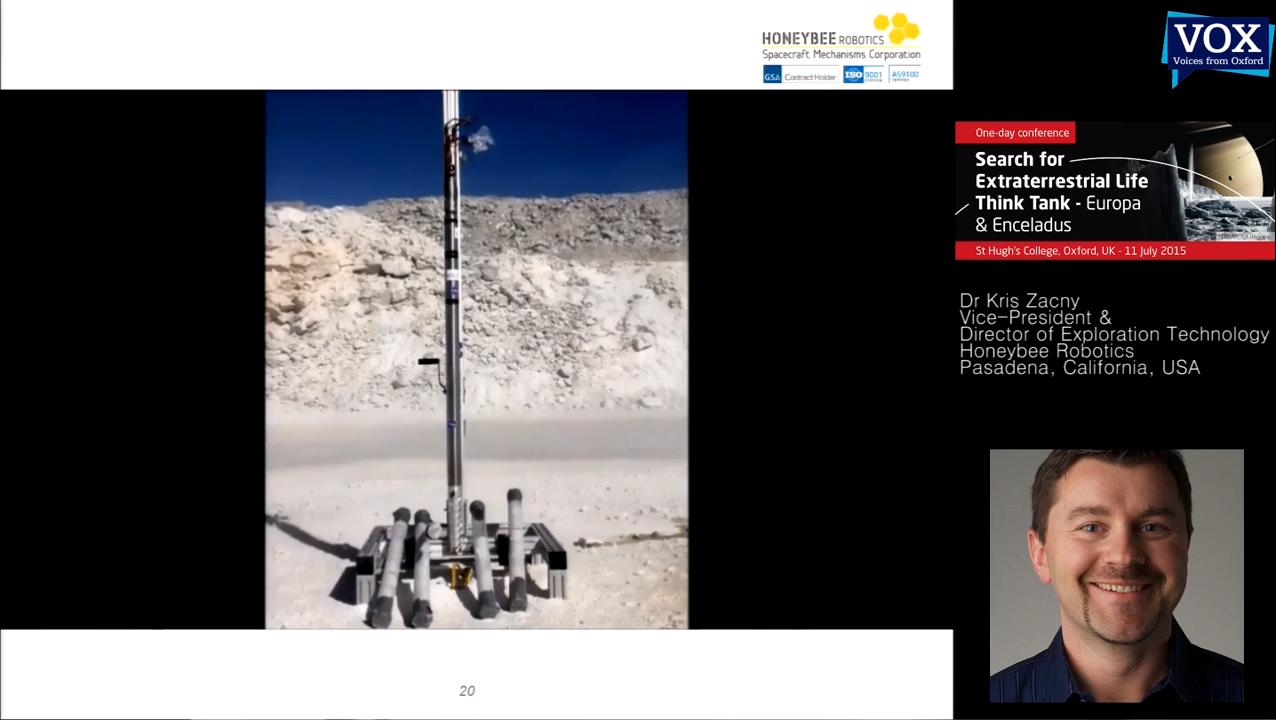 HONEYBEE ROBOTICS
Spacecraft Mechanisms Corporation
GSA Contract Holder ISO 9001 AS9100
20
VOX
Voices from Oxford
One-day conference
Search for
Extraterrestrial Life
Think Tank - Europa
& Enceladus
St Hugh's College, Oxford, UK - 11 July 2015
Dr Kris Zacny
Vice-President &
Director of Exploration Technology
Honeybee Robotics
Pasadena, California, USA